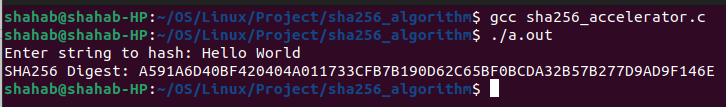 shahab@shahab-HP:~/OS/Linux/Project/sha256_algorithm$ gcc sha256_accelerator.c
shahab@shahab-HP:~/OS/Linux/Project/sha256_algorithm$ ./a.out
Enter string to hash: Hello World
SHA256 Digest: A591A6D40BF420404A011733CFB7B190D62C65BF0BCDA32B57B277D9AD9F146E
shahab@shahab-HP:~/OS/Linux/Project/sha256_algorithm$